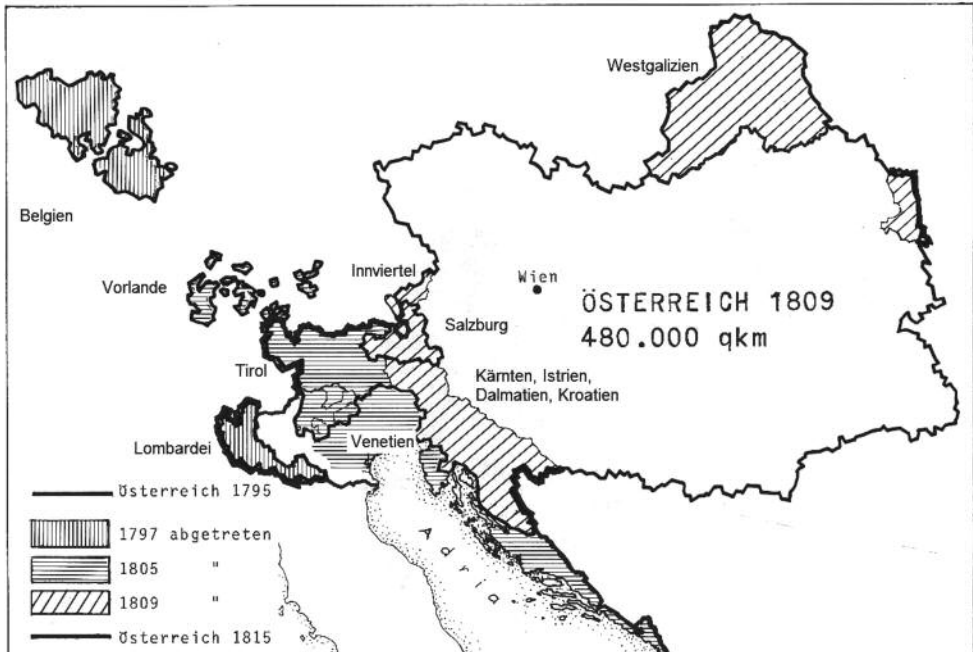 Westgalizien
Belgien
Vorlande
Innviertel
Wien
ÖSTERREICH 1809
480.000 qkm
Salzburg
Tirol
Kärnten, Istrien,
Dalmatien, Kroatien
Lombardei
Venetien
Adria
Österreich 1795
1797 abgetreten
1805 "
1809 "
Österreich 1815